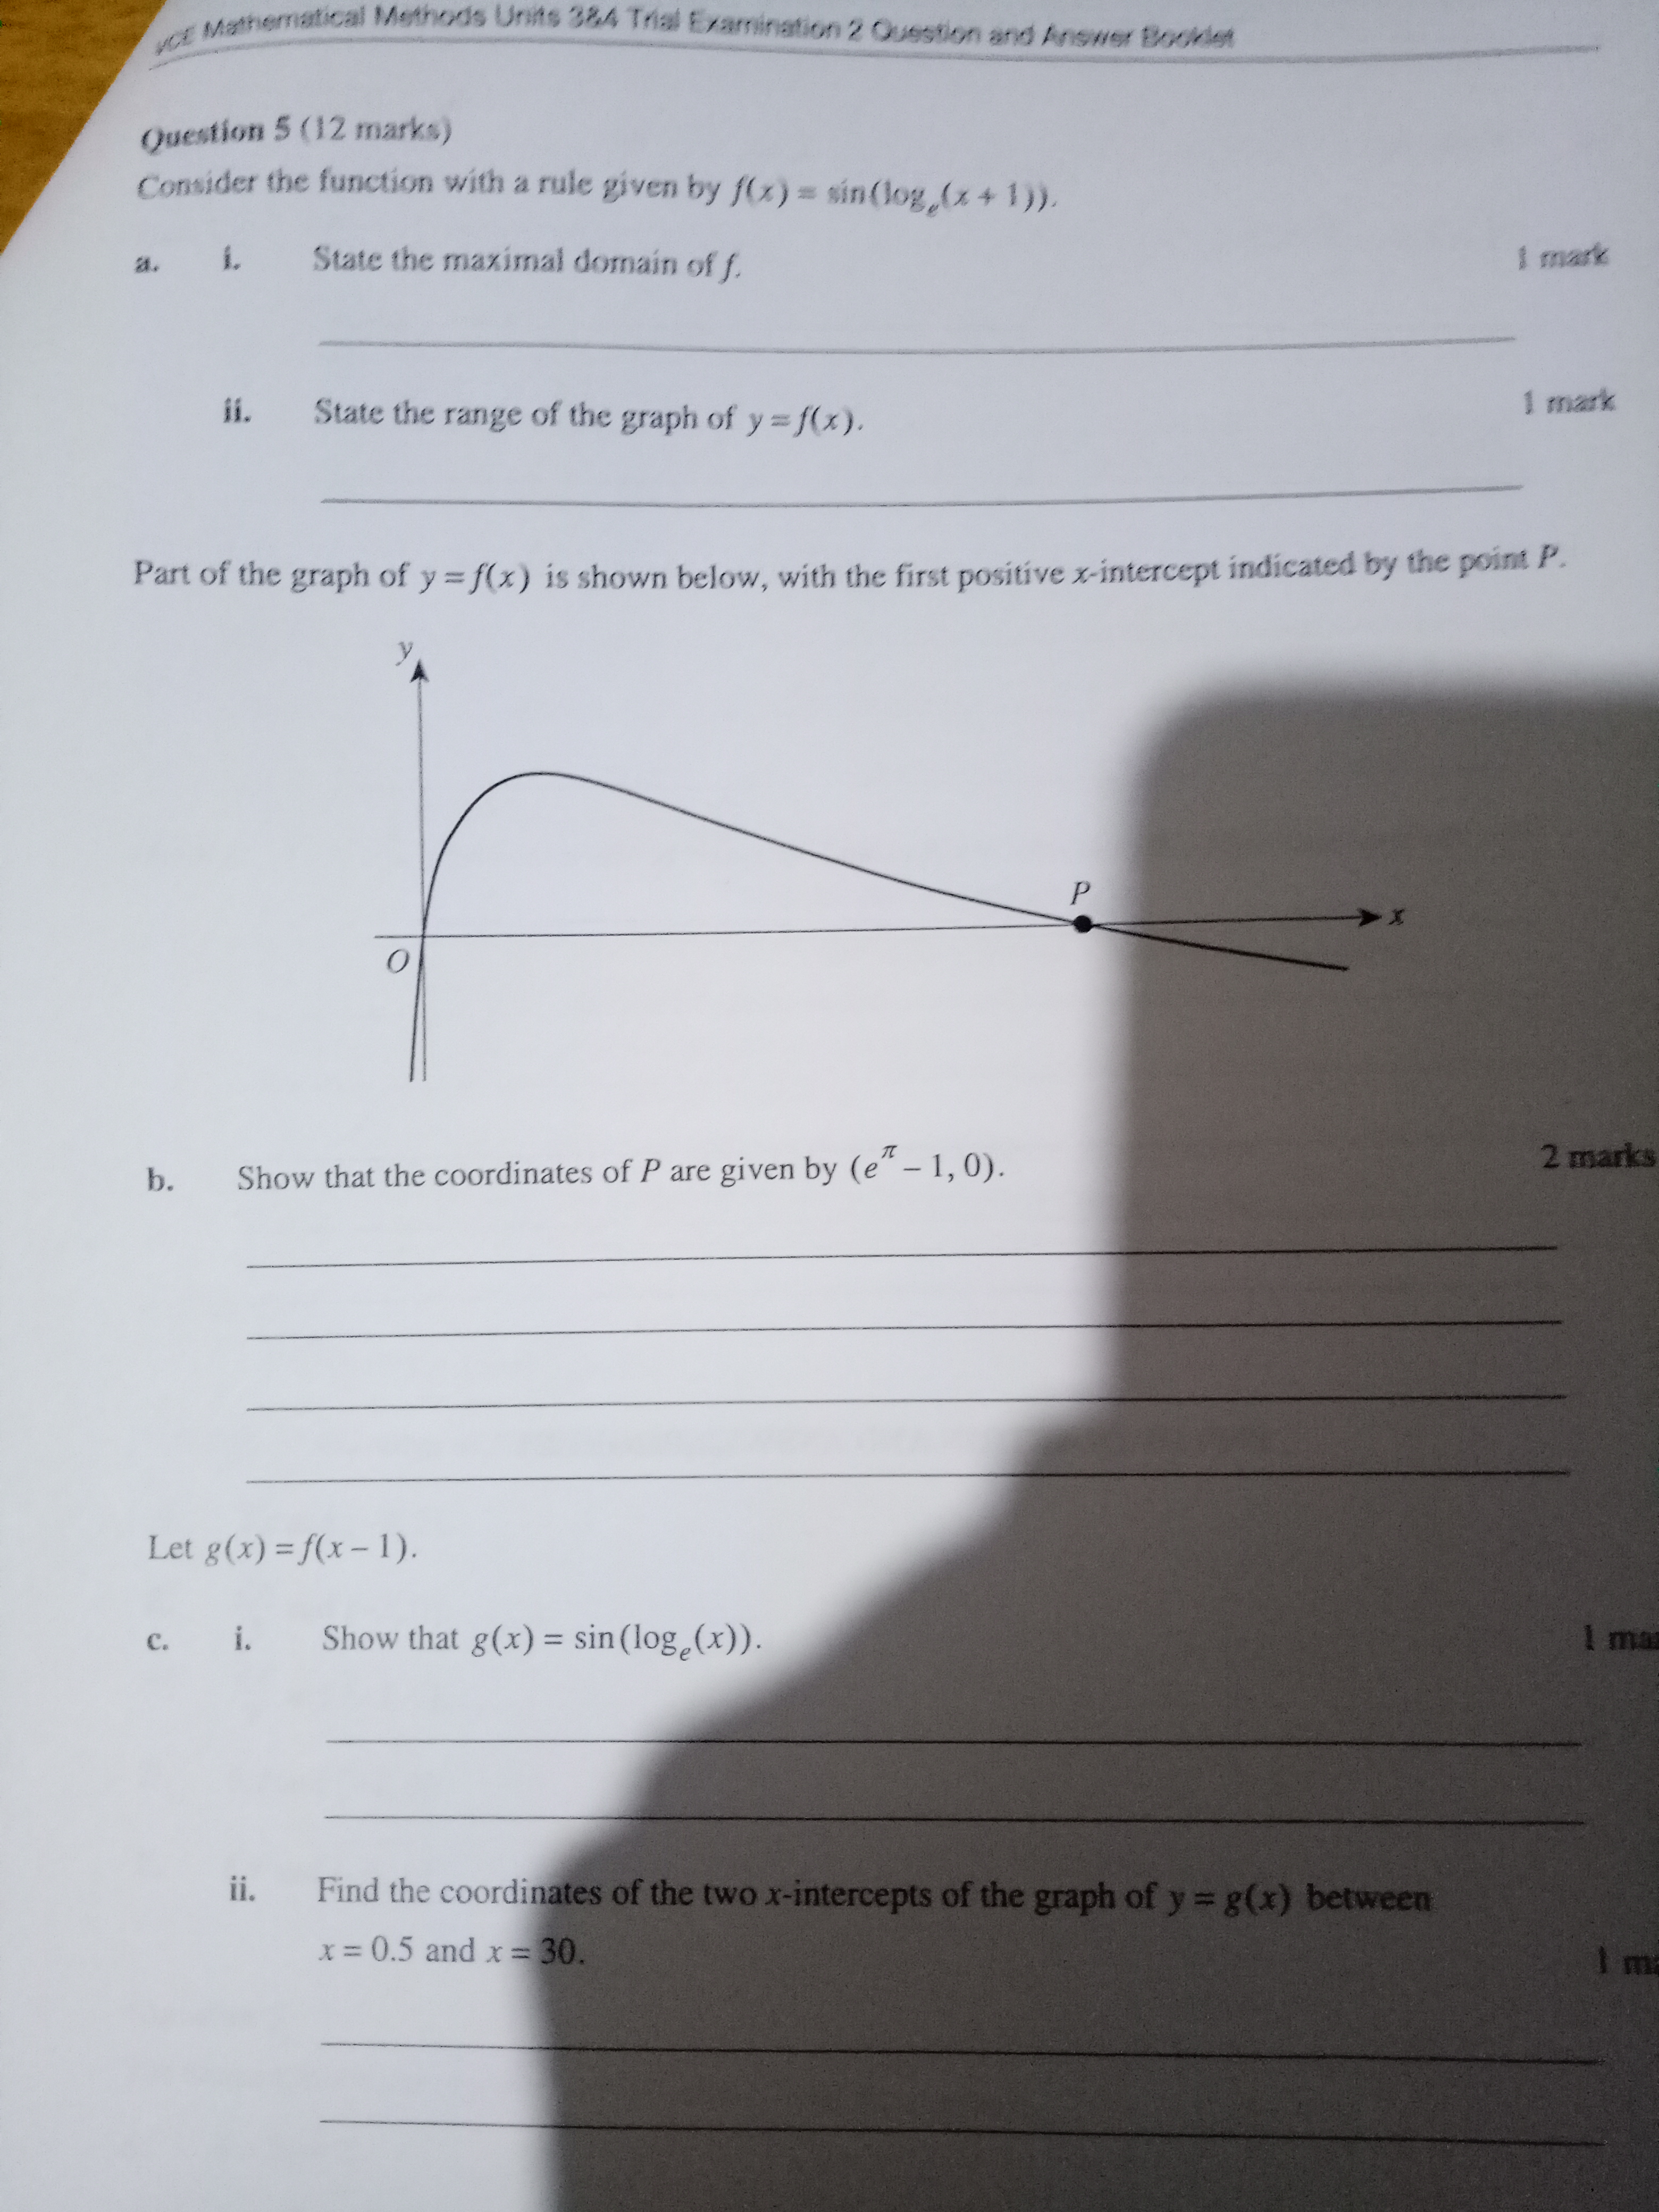 VCE Mathematical Methods Units 3&4 Trial Examination 2 Question and Answer Booklet
Question 5 (12 marks)
Consider the function with a rule given by f(x) = sin(logₑ(x + 1)).
a. i. State the maximal domain of f. 1 mark
ii. State the range of the graph of y = f(x). 1 mark
Part of the graph of y = f(x) is shown below, with the first positive x-intercept indicated by the point P.
y
P
x
O
b. Show that the coordinates of P are given by (e^π – 1, 0). 2 marks
Let g(x) = f(x – 1).
c. i. Show that g(x) = sin(logₑ(x)). 1 mar
ii. Find the coordinates of the two x-intercepts of the graph of y = g(x) between
x = 0.5 and x = 30. 1 ma